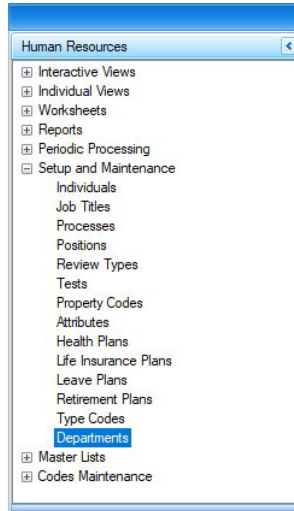 Human Resources
Interactive Views
Individual Views
Worksheets
Reports
Periodic Processing
Setup and Maintenance
Individuals
Job Titles
Processes
Positions
Review Types
Tests
Property Codes
Attributes
Health Plans
Life Insurance Plans
Leave Plans
Retirement Plans
Type Codes
Departments
Master Lists
Codes Maintenance